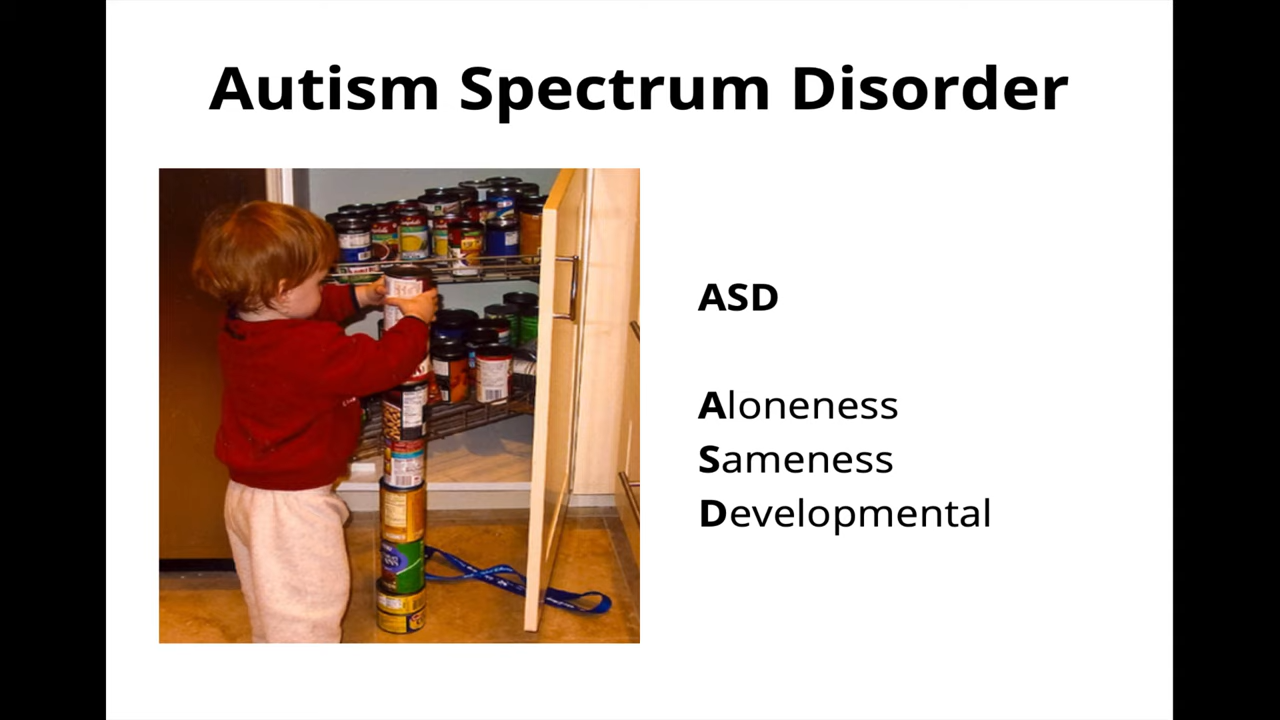 Autism Spectrum Disorder
ASD
Aloneness
Sameness
Developmental